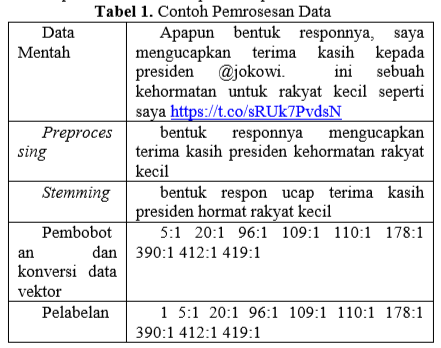 Tabel 1. Contoh Pemrosesan Data
Data
Mentah
Apapun bentuk responnya, saya
mengucapkan terima kasih kepada
presiden @jokowi. ini sebuah
kehormatan untuk rakyat kecil seperti
saya https://t.co/sRUk7PvdsN
Preproces
sing
bentuk responnya mengucapkan
terima kasih presiden kehormatan rakyat
kecil
Stemming
bentuk respon ucap terima kasih
presiden hormat rakyat kecil
Pembobot
an dan
konversi data
vektor
5:1 20:1 96:1 109:1 110:1 178:1
390:1 412:1 419:1
Pelabelan
1 5:1 20:1 96:1 109:1 110:1 178:1
390:1 412:1 419:1